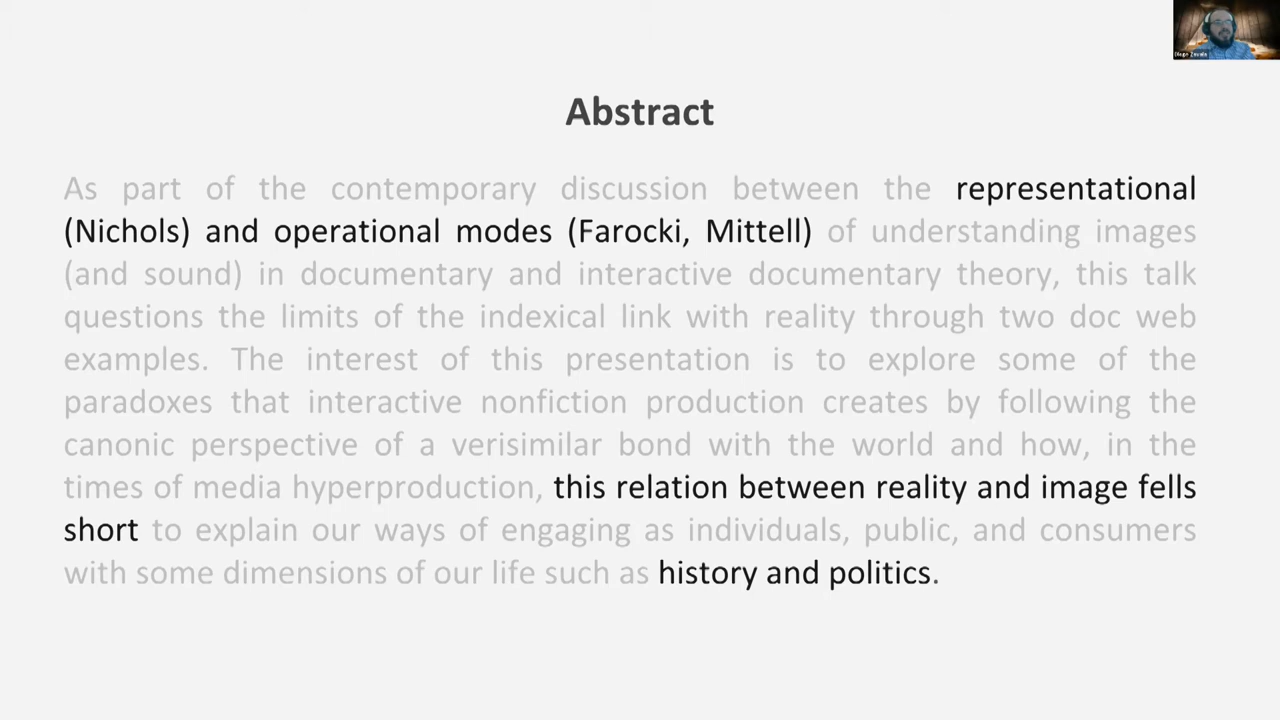 Diego Zavala
Abstract
As part of the contemporary discussion between the representational
(Nichols) and operational modes (Farocki, Mittell) of understanding images
(and sound) in documentary and interactive documentary theory, this talk
questions the limits of the indexical link with reality through two doc web
examples. The interest of this presentation is to explore some of the
paradoxes that interactive nonfiction production creates by following the
canonic perspective of a verisimilar bond with the world and how, in the
times of media hyperproduction, this relation between reality and image fells
short to explain our ways of engaging as individuals, public, and consumers
with some dimensions of our life such as history and politics.